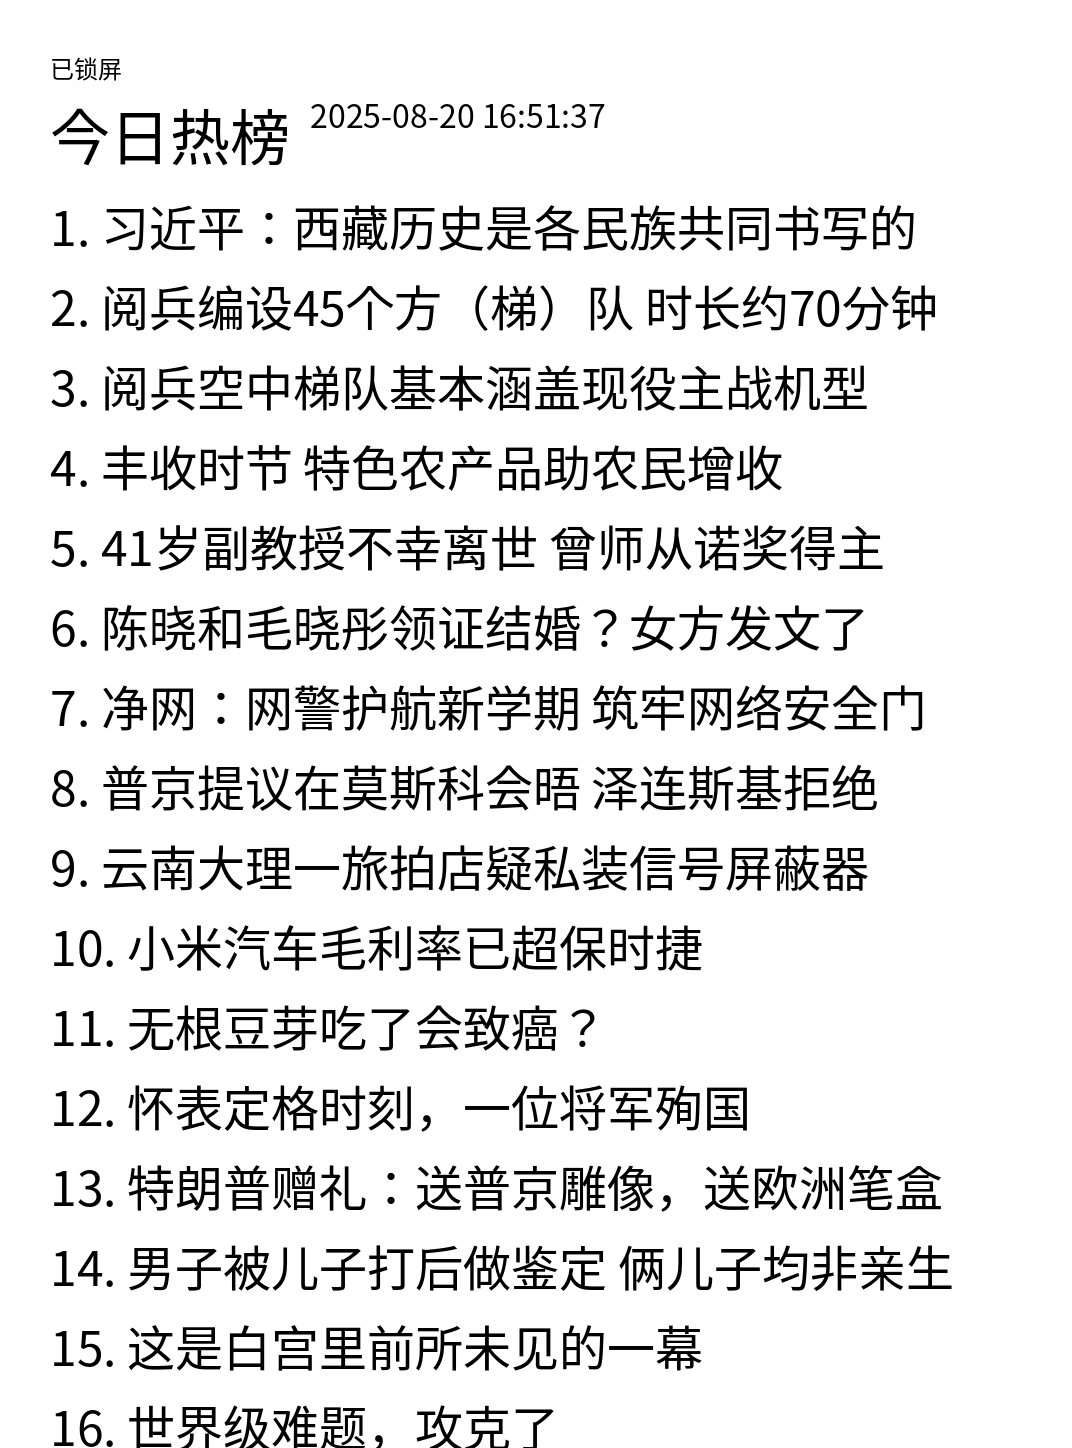 已锁屏
今日热榜 2025-08-20 16:51:37
1. 习近平：西藏历史是各民族共同书写的
2. 阅兵编设45个方（梯）队 时长约70分钟
3. 阅兵空中梯队基本涵盖现役主战机型
4. 丰收时节 特色农产品助农民增收
5. 41岁副教授不幸离世 曾师从诺奖得主
6. 陈晓和毛晓彤领证结婚？女方发文了
7. 净网：网警护航新学期 筑牢网络安全门
8. 普京提议在莫斯科会晤 泽连斯基拒绝
9. 云南大理一旅拍店疑私装信号屏蔽器
10. 小米汽车毛利率已超保时捷
11. 无根豆芽吃了会致癌？
12. 怀表定格时刻，一位将军殉国
13. 特朗普赠礼：送普京雕像，送欧洲笔盒
14. 男子被儿子打后做鉴定 俩儿子均非亲生
15. 这是白宫里前所未见的一幕
16. 世界级难题，攻克了